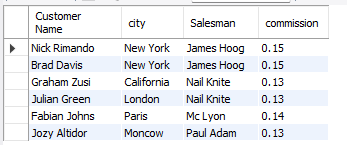 Customer Name city Salesman commission
Nick Rimando New York James Hoog 0.15
Brad Davis New York James Hoog 0.15
Graham Zusi California Nail Knite 0.13
Julian Green London Nail Knite 0.13
Fabian Johns Paris Mc Lyon 0.14
Jozy Altidor Moncow Paul Adam 0.13